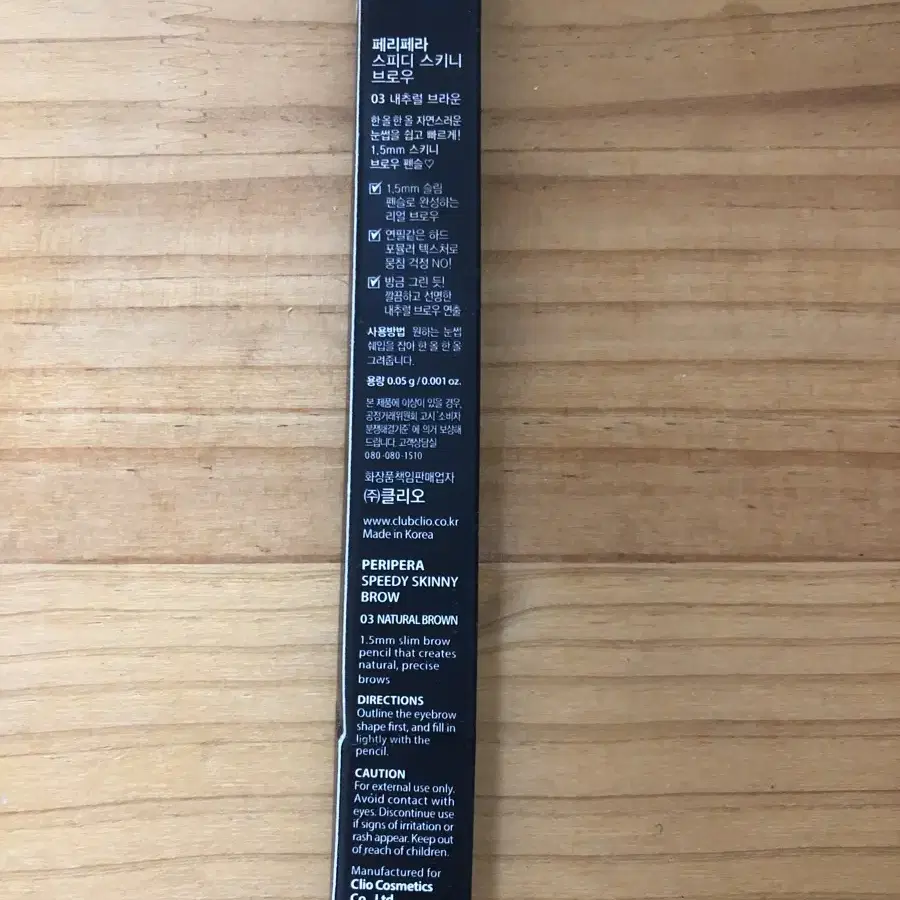 페리페라
스피디 스키니
브로우
03 내추럴 브라운
한 올 한 올 자연스러운
눈썹을 쉽고 빠르게!
1.5mm 스키니
브로우 펜슬♡
☑ 1.5mm 슬림
펜슬로 완성하는
리얼 브로우
☑ 연필같은 하드
포뮬러 텍스처로
뭉침 걱정 NO!
☑ 방금 그린 듯!
깔끔하고 선명한
내추럴 브로우 연출
사용방법 원하는 눈썹
쉐입을 잡아 한 올 한 올
그려줍니다.
용량 0.05 g / 0.001 oz.
본 제품에 이상이 있을 경우,
공정거래위원회 고시 '소비자
분쟁해결기준' 에 의거 보상해
드립니다. 고객상담실
080-080-1510
화장품책임판매업자
㈜클리오
www.clubclio.co.kr
Made in Korea
PERIPERA
SPEEDY SKINNY
BROW
03 NATURAL BROWN
1.5mm slim brow
pencil that creates
natural, precise
brows
DIRECTIONS
Outline the eyebrow
shape first, and fill in
lightly with the
pencil.
CAUTION
For external use only.
Avoid contact with
eyes. Discontinue use
if signs of irritation or
rash appear. Keep out
of reach of children.
Manufactured for
Clio Cosmetics
Co., Ltd.